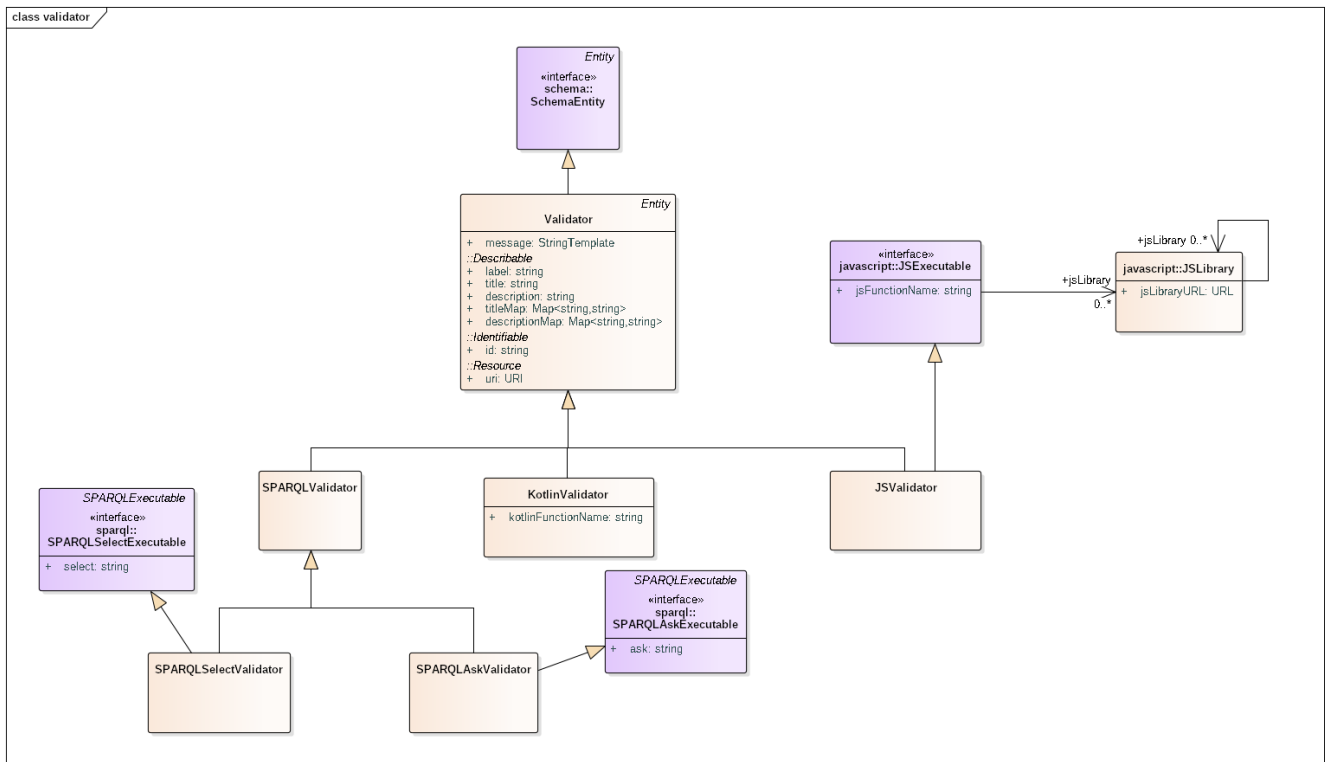 class validator
Entity
«interface»
schema::
SchemaEntity
Entity
Validator
+ message: StringTemplate
::Describable
+ label: string
+ title: string
+ description: string
+ titleMap: Map<string,string>
+ descriptionMap: Map<string,string>
::Identifiable
+ id: string
::Resource
+ uri: URI
«interface»
javascript::JSExecutable
+ jsFunctionName: string
+jsLibrary
0..*
+jsLibrary 0..*
javascript::JSLibrary
+ jsLibraryURL: URL
SPARQLValidator
KotlinValidator
+ kotlinFunctionName: string
JSValidator
SPARQLExecutable
«interface»
sparql::
SPARQLSelectExecutable
+ select: string
SPARQLExecutable
«interface»
sparql::
SPARQLAskExecutable
+ ask: string
SPARQLSelectValidator
SPARQLAskValidator